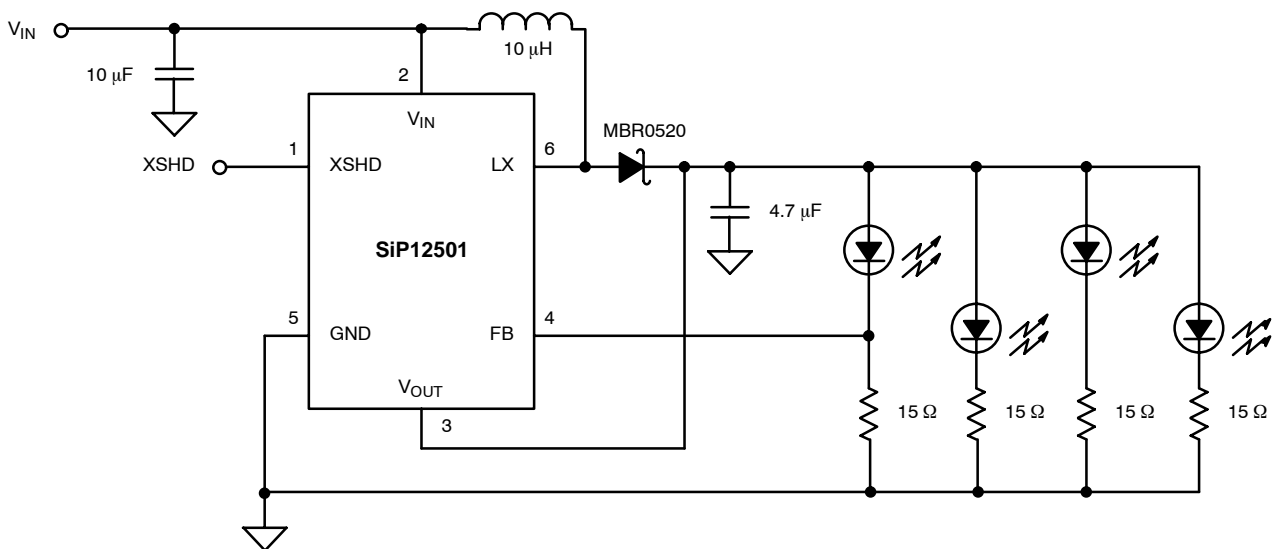 VIN
10 μH
10 μF
2
VIN
MBR0520
1
6
XSHD
XSHD
LX
4.7 μF
SiP12501
5
4
GND
FB
VOUT
3
15 Ω
15 Ω
15 Ω
15 Ω